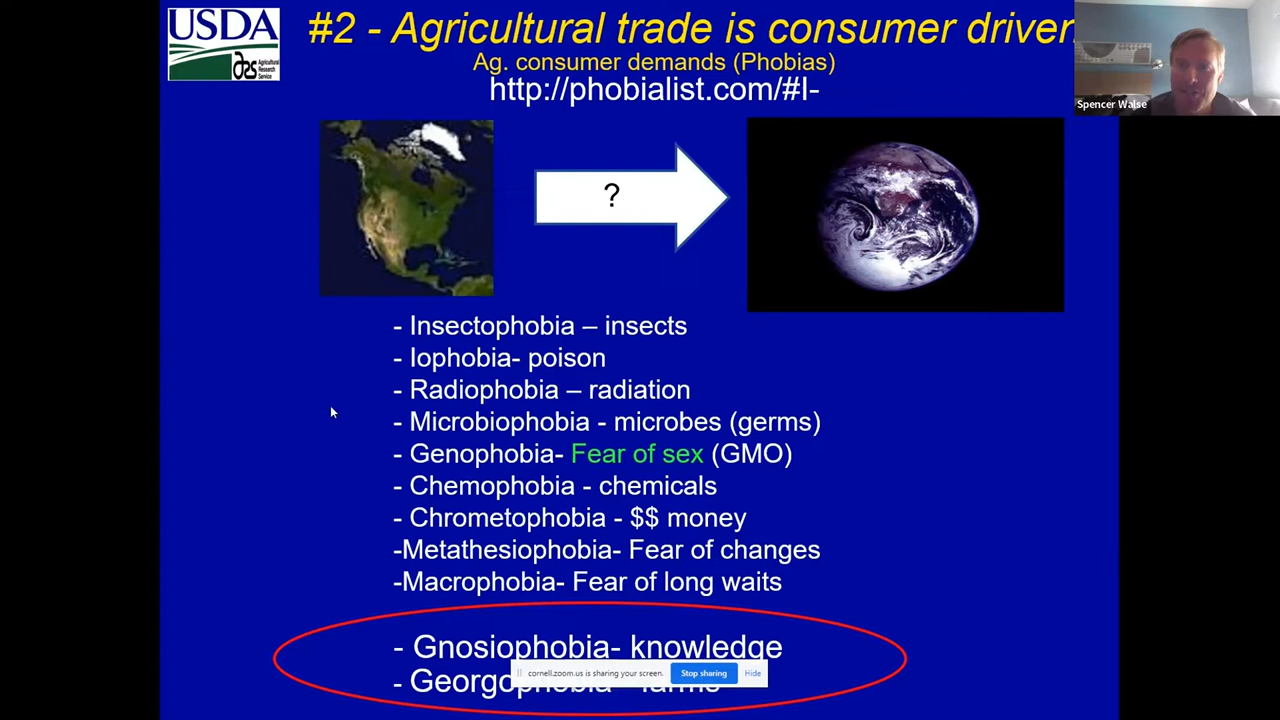 USDA
Agricultural
Research
Service
#2 - Agricultural trade is consumer driven
Ag. consumer demands (Phobias)
http://phobialist.com/#I-
Spencer Walse
?
- Insectophobia – insects
- Iophobia- poison
- Radiophobia – radiation
- Microbiophobia - microbes (germs)
- Genophobia- Fear of sex (GMO)
- Chemophobia - chemicals
- Chrometophobia - $$ money
-Metathesiophobia- Fear of changes
-Macrophobia- Fear of long waits
- Gnosiophobia- knowledge
cornell.zoom.us is sharing your screen. Stop sharing Hide
- Georgophobia - farms